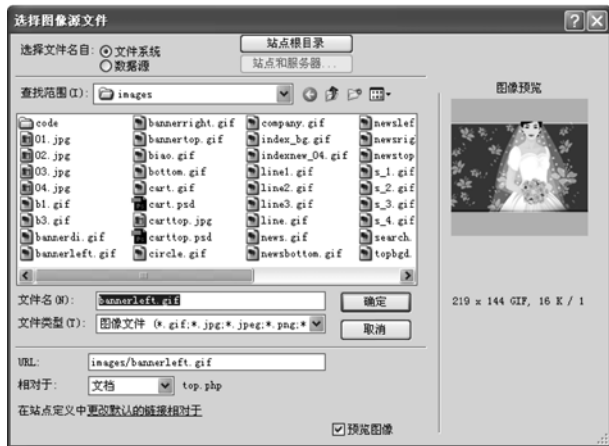 选择图像源文件
选择文件名自: 文件系统
数据源
站点根目录
站点和服务器...
查找范围(I): images
图像预览
code
01.jpg
02.jpg
03.jpg
04.jpg
b1.gif
b3.gif
bannerdi.gif
bannerleft.gif
bannerright.gif
bannertop.gif
biao.gif
bottom.gif
cart.gif
cart.psd
carttop.jpg
carttop.psd
circle.gif
company.gif
index_bg.gif
indexnew_04.gif
line1.gif
line2.gif
line3.gif
line.gif
news.gif
newsbottom.gif
newslef
newsrig
newstop
s_1.gif
s_2.gif
s_3.gif
s_4.gif
search.
topbgd.
文件名(N): bannerleft.gif
确定
219 x 144 GIF, 16 K / 1
文件类型(T): 图像文件 (*.gif;*.jpg;*.jpeg;*.png;*
取消
URL: images/bannerleft.gif
相对于: 文档 top.php
在站点定义中更改默认的链接相对于
预览图像